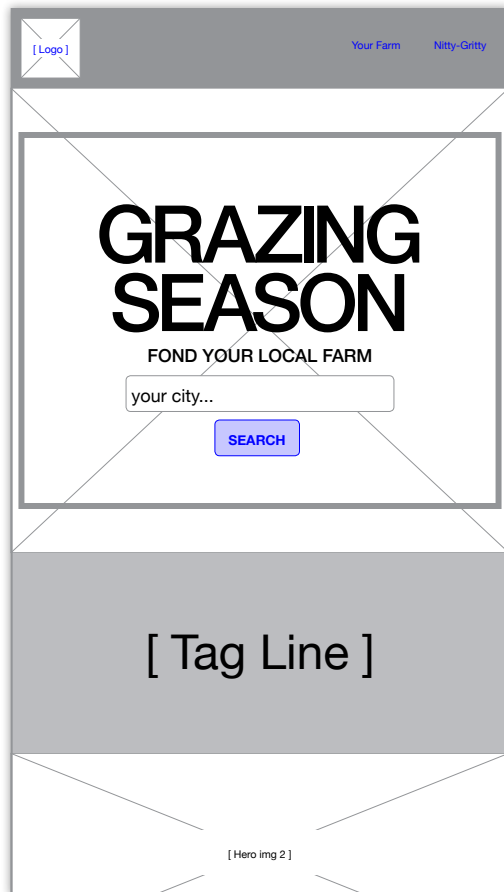 [ Logo ]
Your Farm
Nitty-Gritty
GRAZING
SEASON
FOND YOUR LOCAL FARM
your city...
SEARCH
[ Tag Line ]
[ Hero img 2 ]